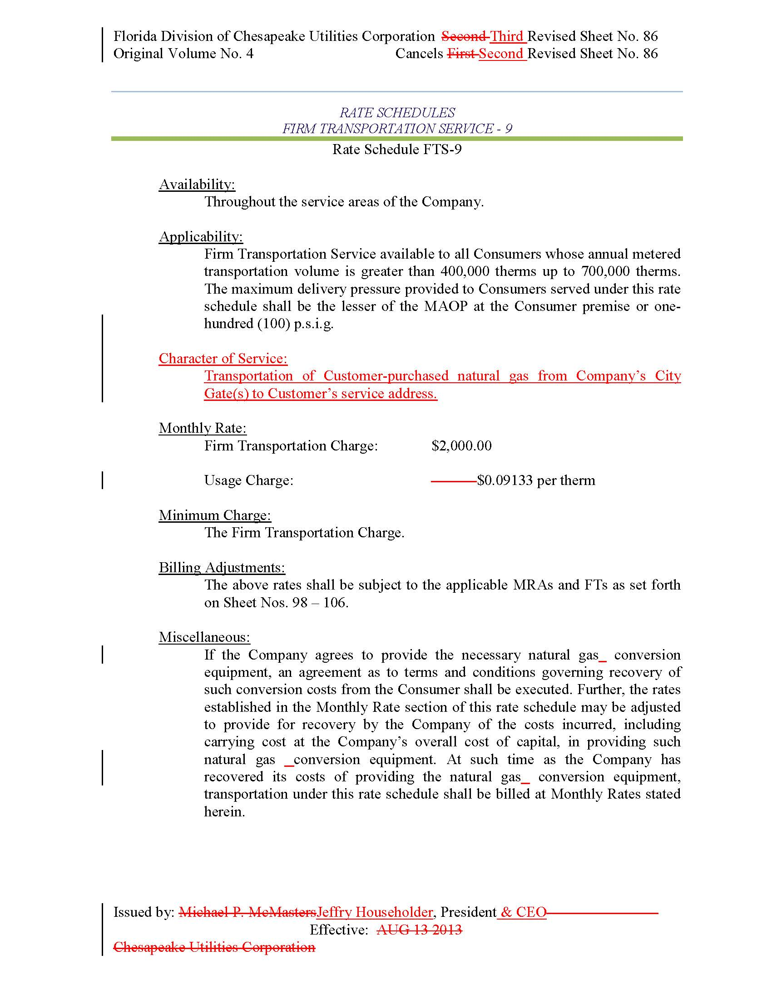 Florida Division of Chesapeake Utilities Corporation Second Third Revised Sheet No. 86
Original Volume No. 4 Cancels First Second Revised Sheet No. 86
RATE SCHEDULES
FIRM TRANSPORTATION SERVICE - 9
Rate Schedule FTS-9
Availability:
Throughout the service areas of the Company.
Applicability:
Firm Transportation Service available to all Consumers whose annual metered
transportation volume is greater than 400,000 therms up to 700,000 therms.
The maximum delivery pressure provided to Consumers served under this rate
schedule shall be the lesser of the MAOP at the Consumer premise or one-
hundred (100) p.s.i.g.
Character of Service:
Transportation of Customer-purchased natural gas from Company’s City
Gate(s) to Customer’s service address.
Monthly Rate:
Firm Transportation Charge: $2,000.00
Usage Charge: $0.09133 per therm
Minimum Charge:
The Firm Transportation Charge.
Billing Adjustments:
The above rates shall be subject to the applicable MRAs and FTs as set forth
on Sheet Nos. 98 – 106.
Miscellaneous:
If the Company agrees to provide the necessary natural gas conversion
equipment, an agreement as to terms and conditions governing recovery of
such conversion costs from the Consumer shall be executed. Further, the rates
established in the Monthly Rate section of this rate schedule may be adjusted
to provide for recovery by the Company of the costs incurred, including
carrying cost at the Company’s overall cost of capital, in providing such
natural gas conversion equipment. At such time as the Company has
recovered its costs of providing the natural gas conversion equipment,
transportation under this rate schedule shall be billed at Monthly Rates stated
herein.
Issued by: Michael P. McMastersJeffry Householder, President & CEO
Effective: AUG 13 2013
Chesapeake Utilities Corporation